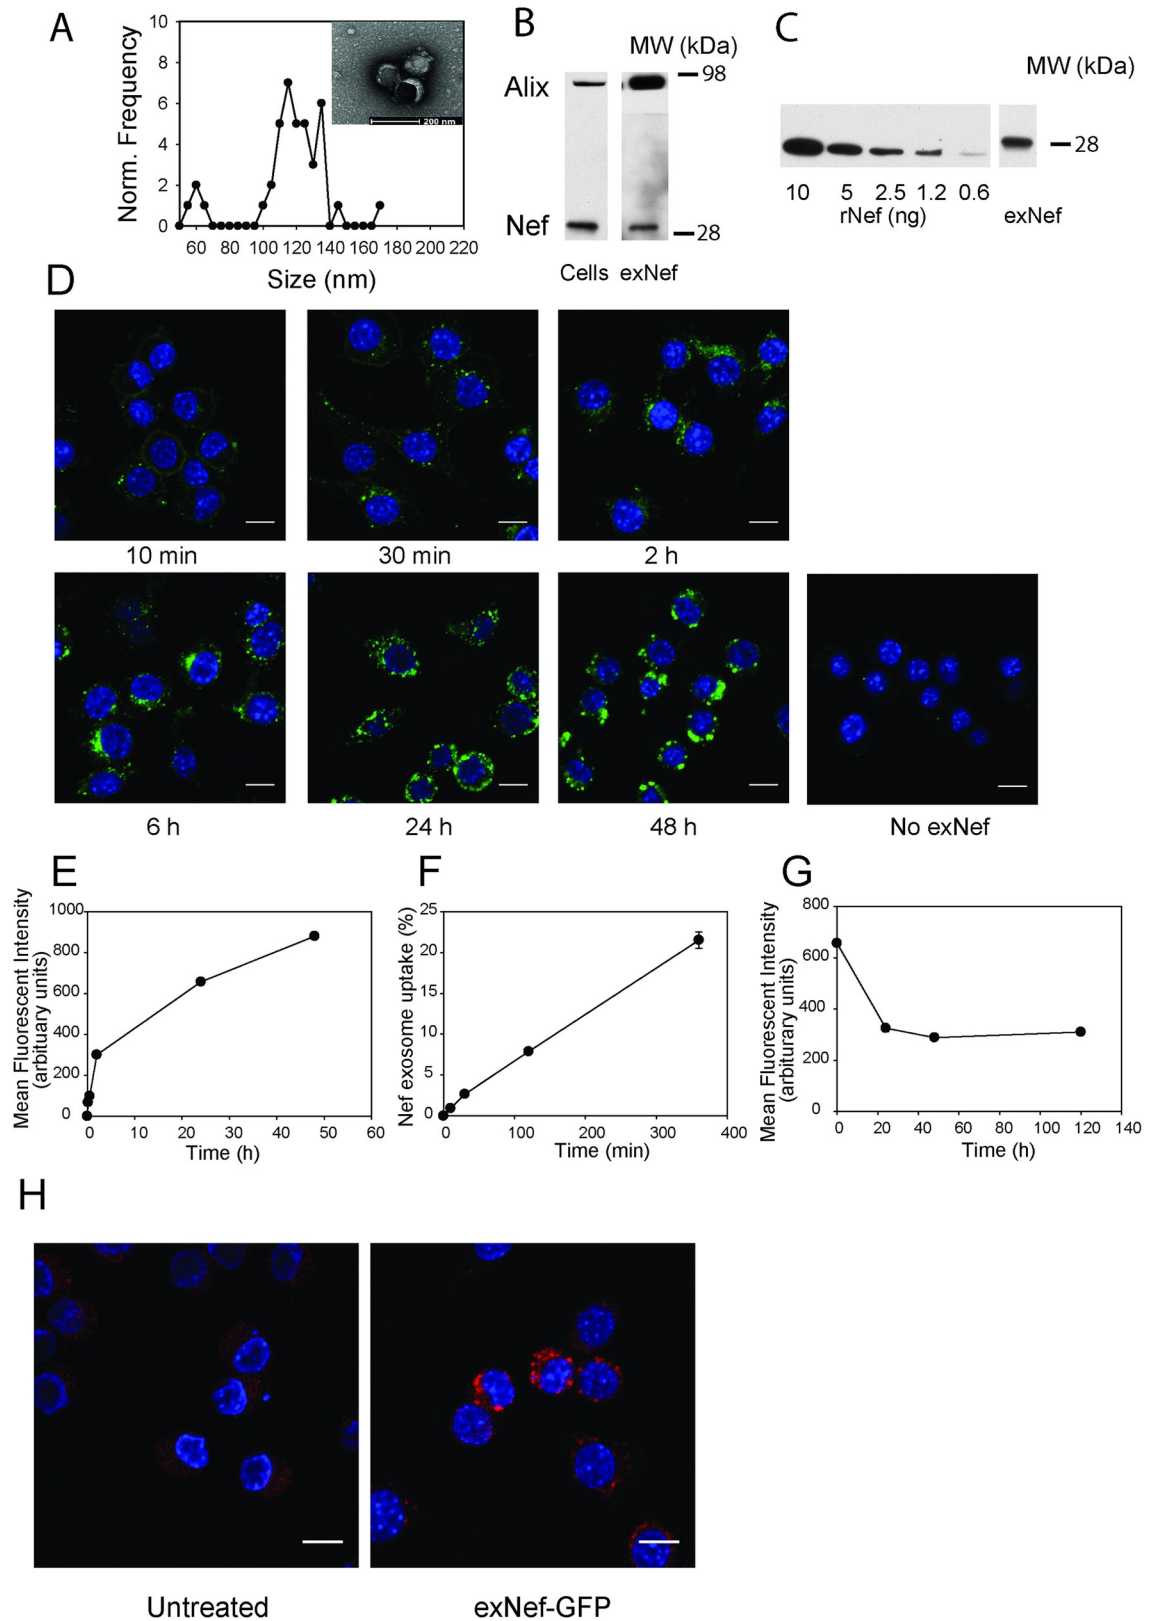 A
Norm. Frequency
10
8
6
4
2
0
200 nm
60 80 100 120 140 160 180 200 220
Size (nm)
B
MW (kDa)
Alix
98
Nef
28
Cells exNef
C
MW (kDa)
28
10 5 2.5 1.2 0.6
rNef (ng)
exNef
D
10 min
30 min
2 h
6 h
24 h
48 h
No exNef
E
Mean Fluorescent Intensity
(arbituary units)
1000
800
600
400
200
0
0 10 20 30 40 50 60
Time (h)
F
Nef exosome uptake (%)
25
20
15
10
5
0
0 100 200 300 400
Time (min)
G
Mean Fluorescent Intensity
(arbiturary units)
800
600
400
200
0
0 20 40 60 80 100 120 140
Time (h)
H
Untreated
exNef-GFP